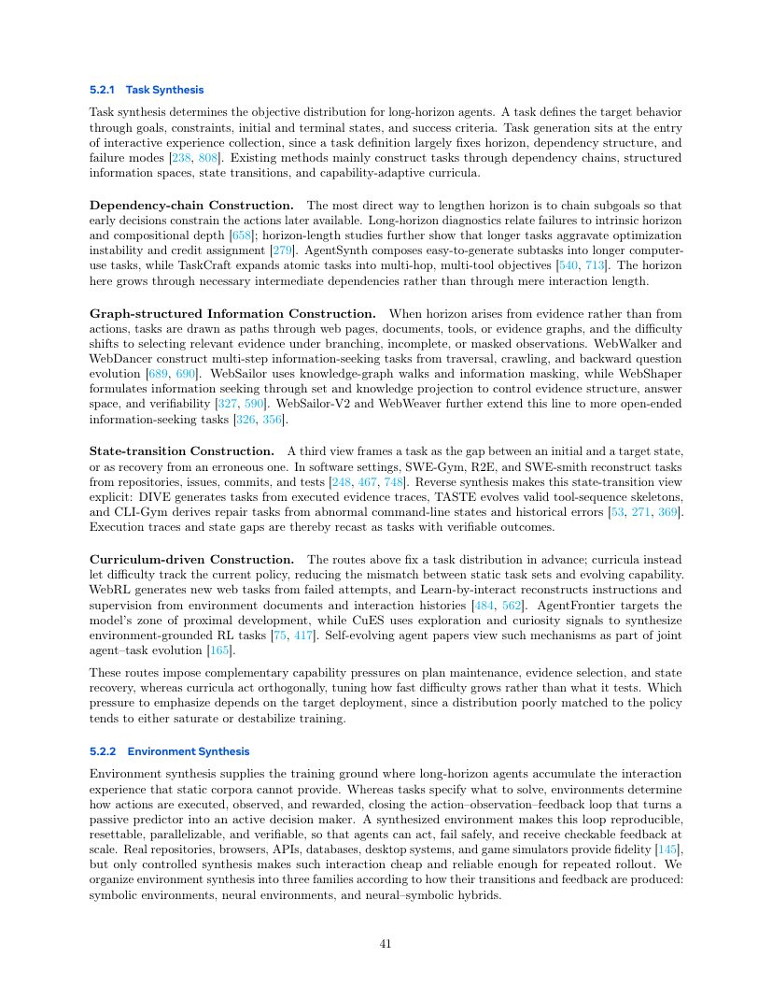 5.2.1 Task Synthesis
Task synthesis determines the objective distribution for long-horizon agents. A task defines the target behavior
through goals, constraints, initial and terminal states, and success criteria. Task generation sits at the entry
of interactive experience collection, since a task definition largely fixes horizon, dependency structure, and
failure modes [238, 808]. Existing methods mainly construct tasks through dependency chains, structured
information spaces, state transitions, and capability-adaptive curricula.
Dependency-chain Construction. The most direct way to lengthen horizon is to chain subgoals so that
early decisions constrain the actions later available. Long-horizon diagnostics relate failures to intrinsic horizon
and compositional depth [658]; horizon-length studies further show that longer tasks aggravate optimization
instability and credit assignment [279]. AgentSynth composes easy-to-generate subtasks into longer computer-
use tasks, while TaskCraft expands atomic tasks into multi-hop, multi-tool objectives [540, 713]. The horizon
here grows through necessary intermediate dependencies rather than through mere interaction length.
Graph-structured Information Construction. When horizon arises from evidence rather than from
actions, tasks are drawn as paths through web pages, documents, tools, or evidence graphs, and the difficulty
shifts to selecting relevant evidence under branching, incomplete, or masked observations. WebWalker and
WebDancer construct multi-step information-seeking tasks from traversal, crawling, and backward question
evolution [689, 690]. WebSailor uses knowledge-graph walks and information masking, while WebShaper
formulates information seeking through set and knowledge projection to control evidence structure, answer
space, and verifiability [327, 590]. WebSailor-V2 and WebWeaver further extend this line to more open-ended
information-seeking tasks [326, 356].
State-transition Construction. A third view frames a task as the gap between an initial and a target state,
or as recovery from an erroneous one. In software settings, SWE-Gym, R2E, and SWE-smith reconstruct tasks
from repositories, issues, commits, and tests [248, 467, 748]. Reverse synthesis makes this state-transition view
explicit: DIVE generates tasks from executed evidence traces, TASTE evolves valid tool-sequence skeletons,
and CLI-Gym derives repair tasks from abnormal command-line states and historical errors [53, 271, 369].
Execution traces and state gaps are thereby recast as tasks with verifiable outcomes.
Curriculum-driven Construction. The routes above fix a task distribution in advance; curricula instead
let difficulty track the current policy, reducing the mismatch between static task sets and evolving capability.
WebRL generates new web tasks from failed attempts, and Learn-by-interact reconstructs instructions and
supervision from environment documents and interaction histories [484, 562]. AgentFrontier targets the
model's zone of proximal development, while CuES uses exploration and curiosity signals to synthesize
environment-grounded RL tasks [75, 417]. Self-evolving agent papers view such mechanisms as part of joint
agent–task evolution [165].
These routes impose complementary capability pressures on plan maintenance, evidence selection, and state
recovery, whereas curricula act orthogonally, tuning how fast difficulty grows rather than what it tests. Which
pressure to emphasize depends on the target deployment, since a distribution poorly matched to the policy
tends to either saturate or destabilize training.
5.2.2 Environment Synthesis
Environment synthesis supplies the training ground where long-horizon agents accumulate the interaction
experience that static corpora cannot provide. Whereas tasks specify what to solve, environments determine
how actions are executed, observed, and rewarded, closing the action–observation–feedback loop that turns a
passive predictor into an active decision maker. A synthesized environment makes this loop reproducible,
resettable, parallelizable, and verifiable, so that agents can act, fail safely, and receive checkable feedback at
scale. Real repositories, browsers, APIs, databases, desktop systems, and game simulators provide fidelity [145],
but only controlled synthesis makes such interaction cheap and reliable enough for repeated rollout. We
organize environment synthesis into three families according to how their transitions and feedback are produced:
symbolic environments, neural environments, and neural–symbolic hybrids.
41